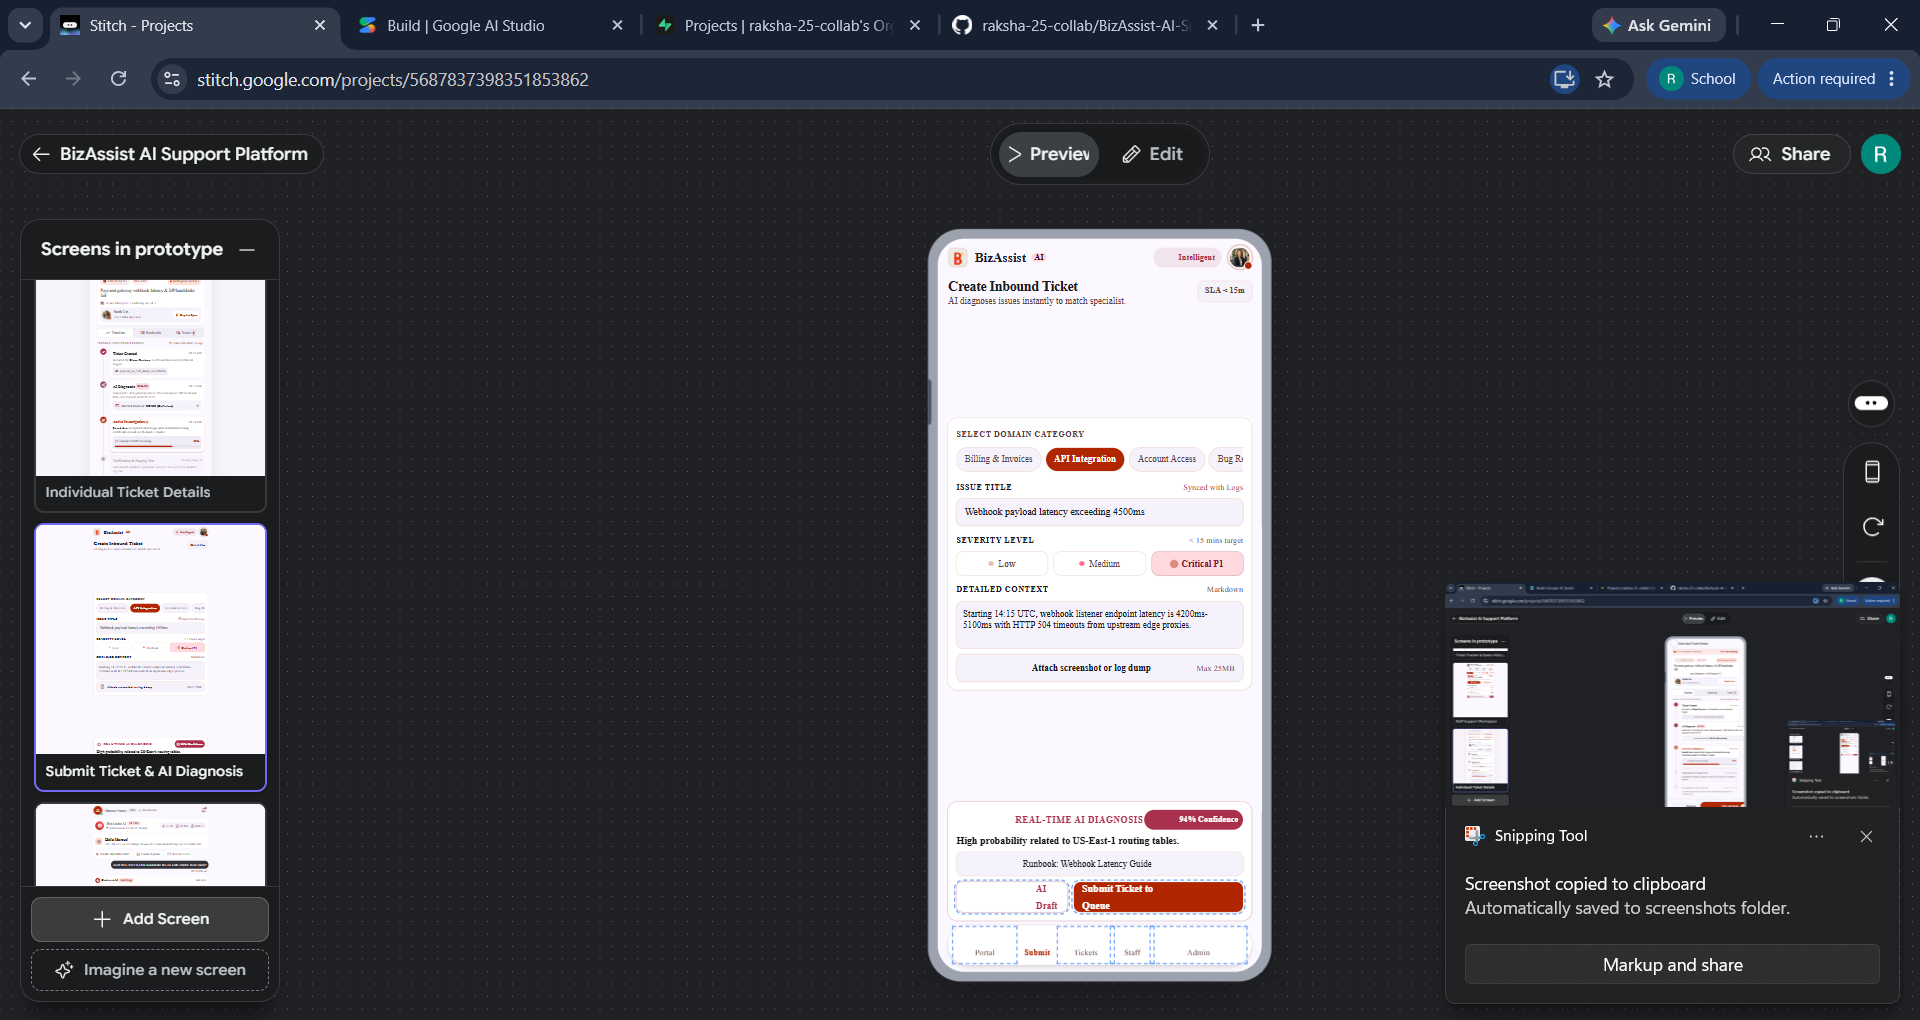 Stitch - Projects
Build | Google AI Studio
Projects | raksha-25-collab's Or
raksha-25-collab/BizAssist-AI-S
Ask Gemini
stitch.google.com/projects/5687837398351853862
R School
Action required
BizAssist AI Support Platform
Preview
Edit
Share
R
Screens in prototype
Individual Ticket Details
Submit Ticket & AI Diagnosis
Add Screen
Imagine a new screen
B BizAssist AI
Intelligent
Create Inbound Ticket
SLA < 15m
AI diagnoses issues instantly to match specialist.
SELECT DOMAIN CATEGORY
Billing & Invoices
API Integration
Account Access
Bug Re
ISSUE TITLE
Synced with Logs
Webhook payload latency exceeding 4500ms
SEVERITY LEVEL
< 15 mins target
Low
Medium
Critical P1
DETAILED CONTEXT
Markdown
Starting 14:15 UTC, webhook listener endpoint latency is 4200ms-
5100ms with HTTP 504 timeouts from upstream edge proxies.
Attach screenshot or log dump
Max 25MB
REAL-TIME AI DIAGNOSIS
94% Confidence
High probability related to US-East-1 routing tables.
Runbook: Webhook Latency Guide
AI
Draft
Submit Ticket to
Queue
Portal
Submit
Tickets
Staff
Admin
Snipping Tool
Screenshot copied to clipboard
Automatically saved to screenshots folder.
Markup and share